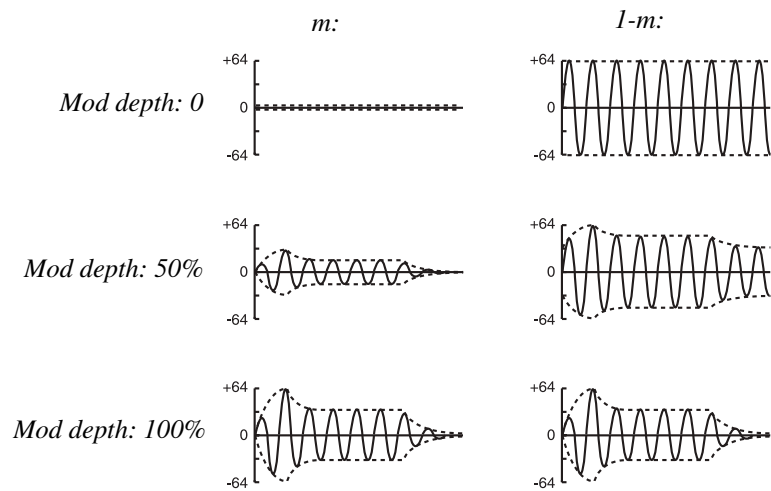 m: 1-m:
+64 +64
Mod depth: 0 0 0
-64 -64
+64 +64
Mod depth: 50% 0 0
-64 -64
+64 +64
Mod depth: 100% 0 0
-64 -64